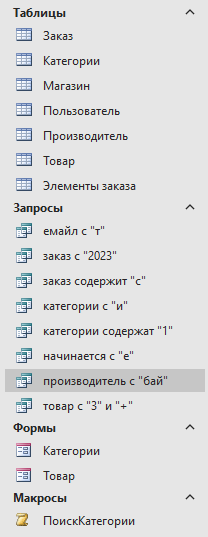 Таблицы
Заказ
Категории
Магазин
Пользователь
Производитель
Товар
Элементы заказа
Запросы
емайл с "т"
заказ с "2023"
заказ содержит "с"
категории с "и"
категории содержат "1"
начинается с "е"
производитель с "бай"
товар с "3" и "+"
Формы
Категории
Товар
Макросы
ПоискКатегории